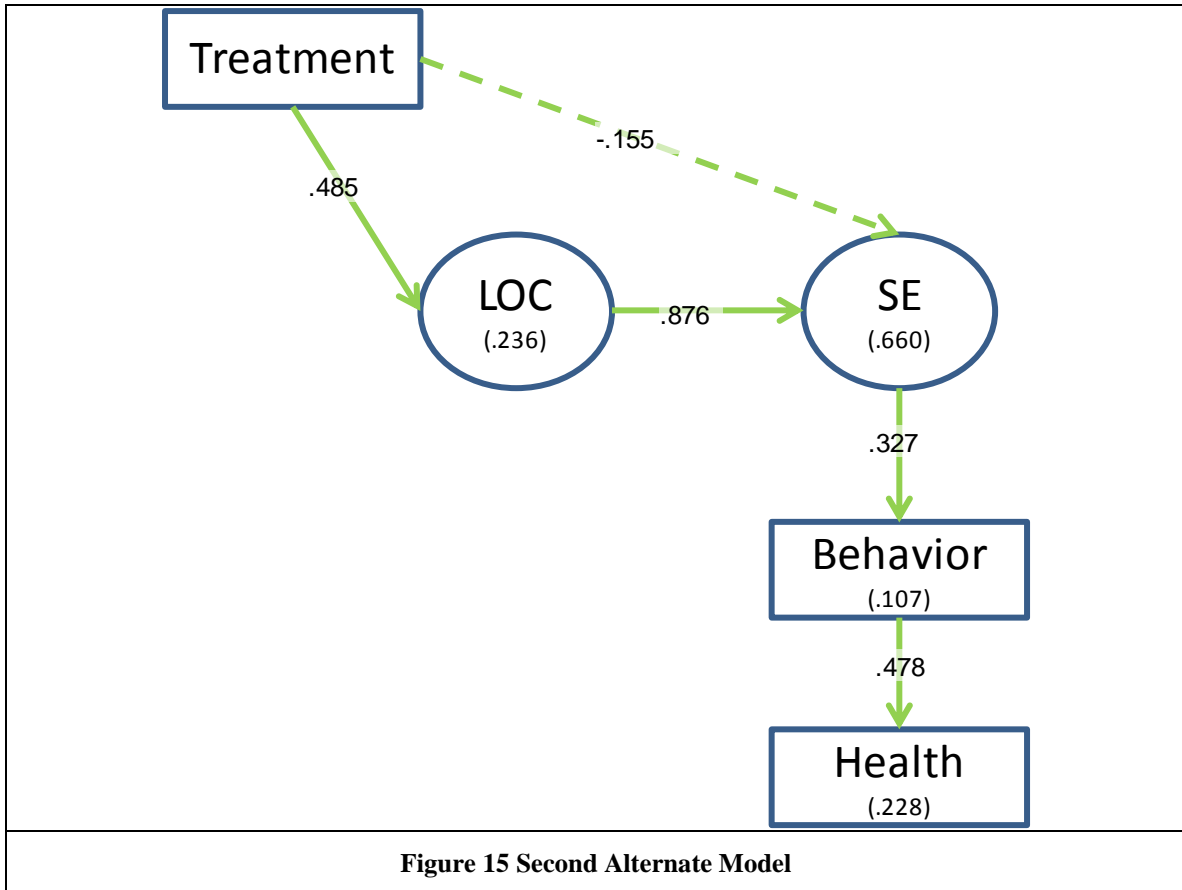 Treatment
-.155
.485
LOC
(.236)
.876
SE
(.660)
.327
Behavior
(.107)
.478
Health
(.228)
Figure 15 Second Alternate Model